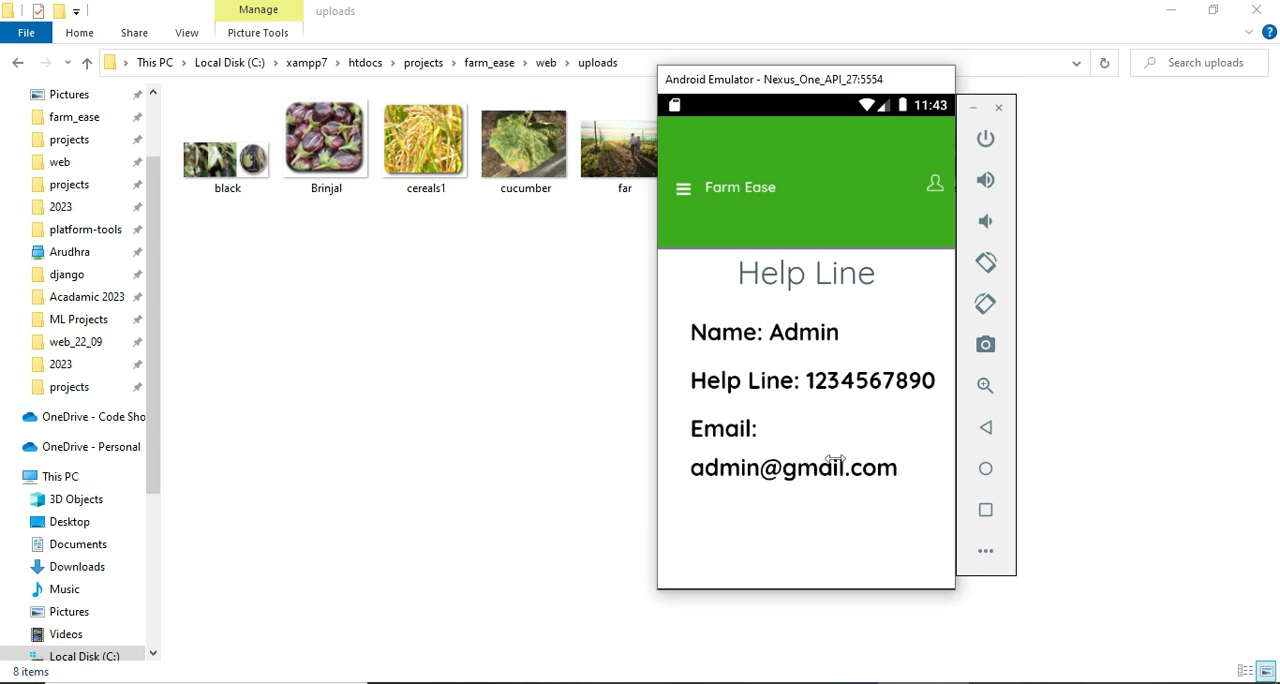 Manage
uploads
File
Home
Share
View
Picture Tools
This PC
Local Disk (C:)
xampp7
htdocs
projects
farm_ease
web
uploads
Search uploads
Pictures
farm_ease
projects
web
projects
2023
platform-tools
Arudhra
django
Acadamic 2023
ML Projects
web_22_09
2023
projects
OneDrive - Code Sho
OneDrive - Personal
This PC
3D Objects
Desktop
Documents
Downloads
Music
Pictures
Videos
Local Disk (C:)
8 items
black
Brinjal
cereals1
cucumber
far
Android Emulator - Nexus_One_API_27:5554
11:43
Farm Ease
Help Line
Name: Admin
Help Line: 1234567890
Email:
admin@gmail.com